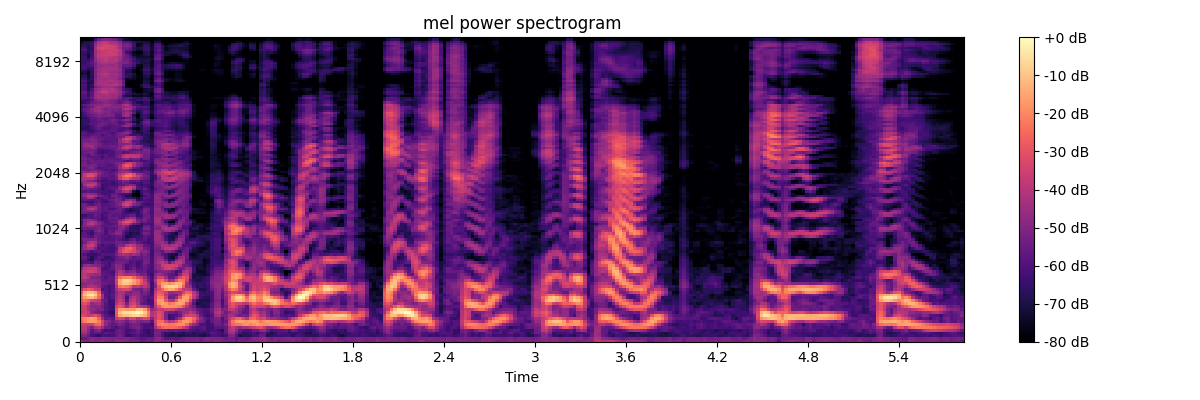 mel power spectrogram
+0 dB
8192
-10 dB
4096
-20 dB
-30 dB
2048
Hz
-40 dB
1024
-50 dB
512
-60 dB
-70 dB
0
-80 dB
0 0.6 1.2 1.8 2.4 3 3.6 4.2 4.8 5.4
Time